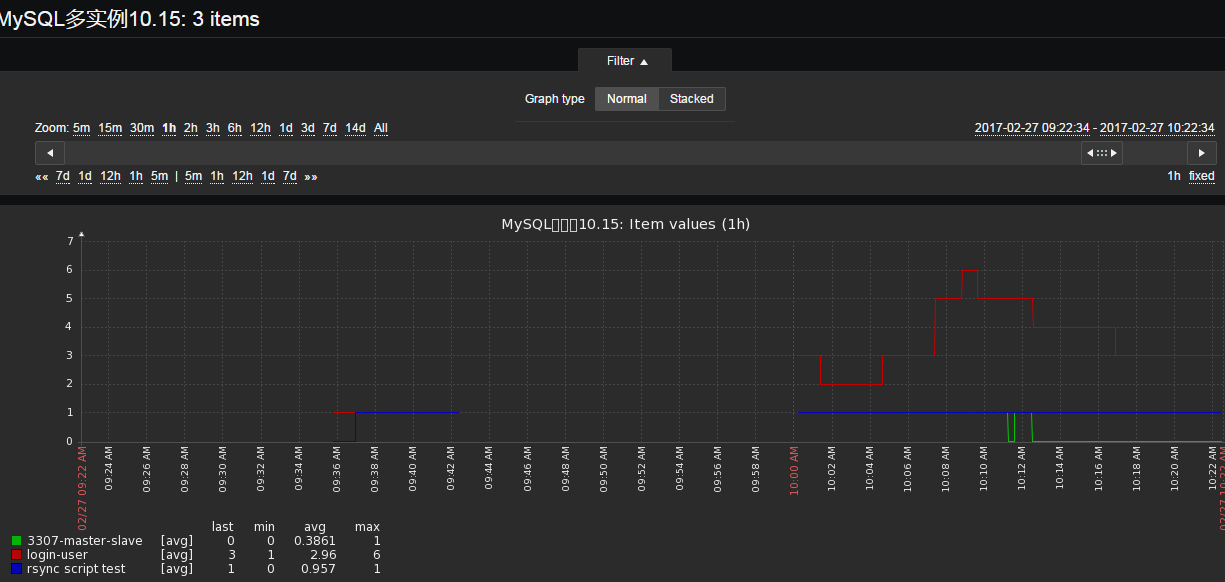 MySQL多实例10.15: 3 items
Filter ▲
Graph type Normal Stacked
Zoom: 5m 15m 30m 1h 2h 3h 6h 12h 1d 3d 7d 14d All 2017-02-27 09:22:34 - 2017-02-27 10:22:34
«« 7d 1d 12h 1h 5m | 5m 1h 12h 1d 7d »» 1h fixed
MySQL▯▯▯10.15: Item values (1h)
7
6
5
4
3
2
1
0
02/27 09:22 AM
09:24 AM
09:26 AM
09:28 AM
09:30 AM
09:32 AM
09:34 AM
09:36 AM
09:38 AM
09:40 AM
09:42 AM
09:44 AM
09:46 AM
09:48 AM
09:50 AM
09:52 AM
09:54 AM
09:56 AM
09:58 AM
10:00 AM
10:02 AM
10:04 AM
10:06 AM
10:08 AM
10:10 AM
10:12 AM
10:14 AM
10:16 AM
10:18 AM
10:20 AM
10:22 AM
02/27 10:22 AM
last min avg max
3307-master-slave [avg] 0 0 0.3861 1
login-user [avg] 3 1 2.96 6
rsync script test [avg] 1 0 0.957 1